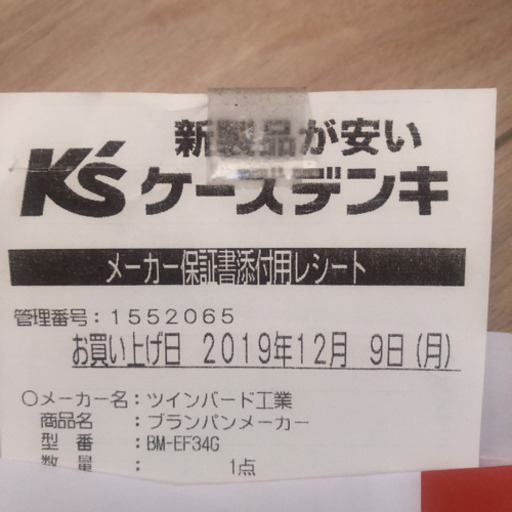 新製品が安い
K's ケーズデンキ
メーカー保証書添付用レシート
管理番号：1552065
お買い上げ日 2019年12月 9日(月)
○メーカー名：ツインバード工業
商品名 ：ブランパンメーカー
型 番 ：BM-EF34G
数 量 ： 1点